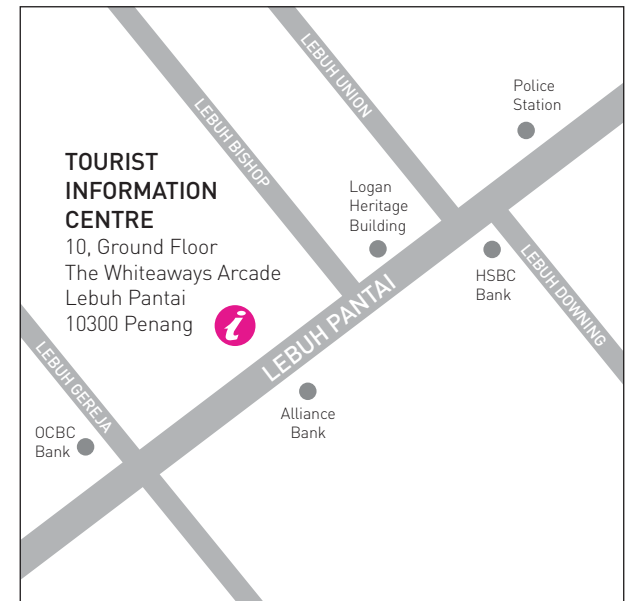 LEBUH UNION
Police
Station
LEBUH BISHOP
TOURIST
INFORMATION
CENTRE
10, Ground Floor
The Whiteaways Arcade
Lebuh Pantai
10300 Penang
i
Logan
Heritage
Building
HSBC
Bank
LEBUH DOWNING
LEBUH PANTAI
LEBUH GEREJA
Alliance
Bank
OCBC
Bank